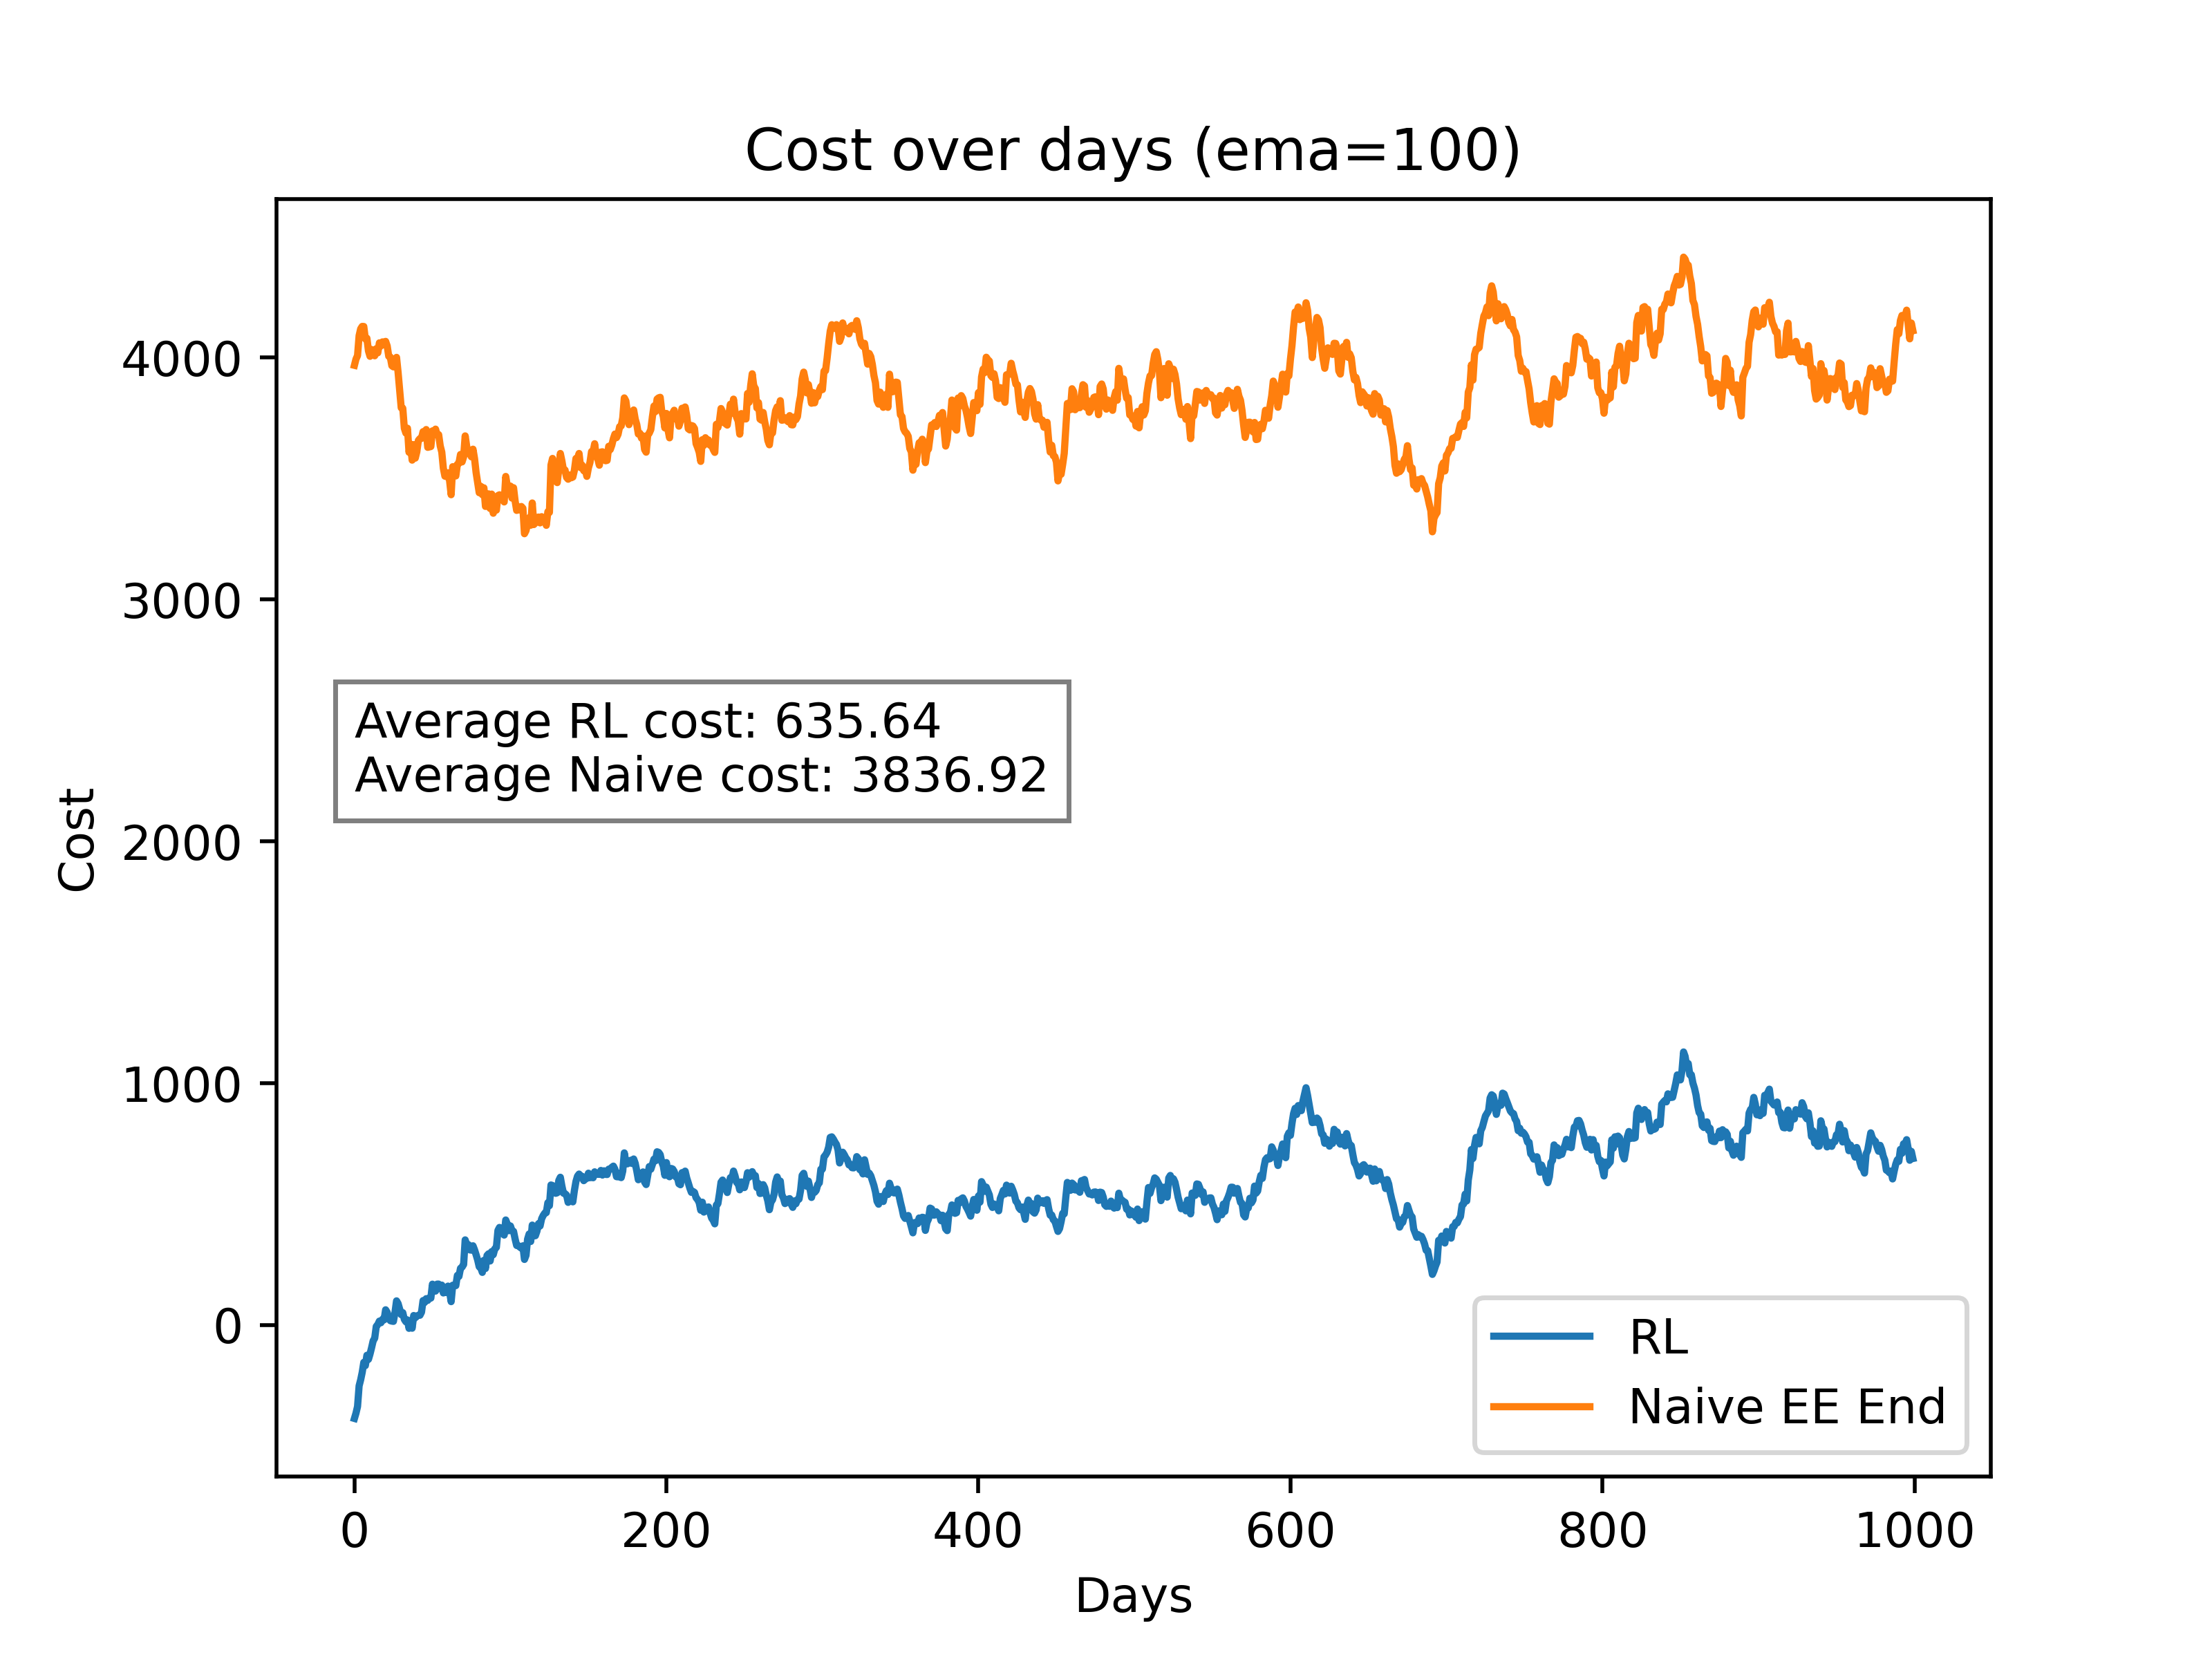 Cost over days (ema=100)
4000
3000
2000
1000
0
Cost
Average RL cost: 635.64
Average Naive cost: 3836.92
RL
Naive EE End
0 200 400 600 800 1000
Days